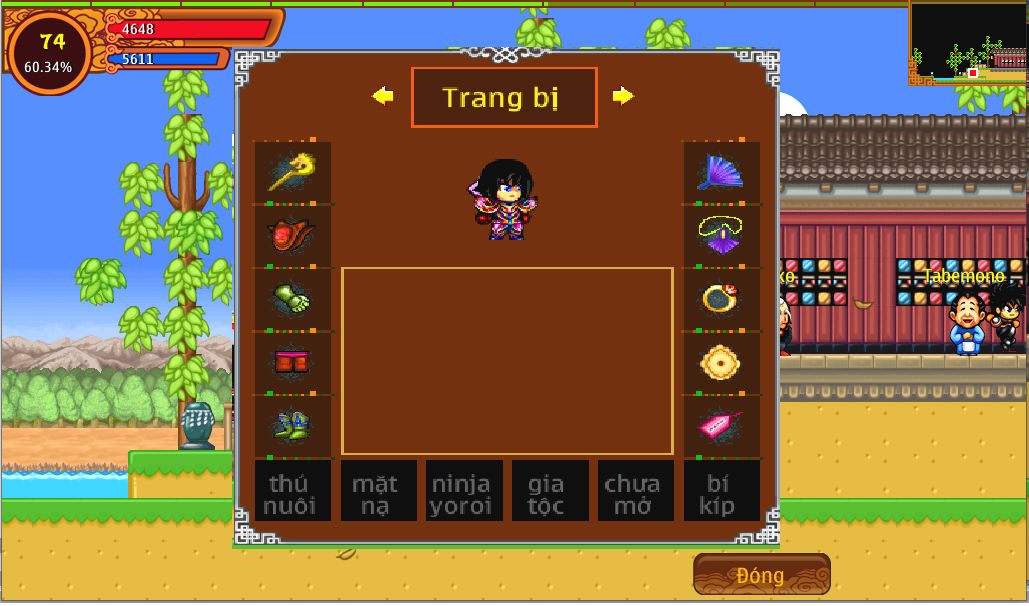 74
60.34%
4648
5611
Trang bị
ko
Tabemono
thú
nuôi
mặt
nạ
ninja
yoroi
gia
tộc
chưa
mở
bí
kíp
Đóng